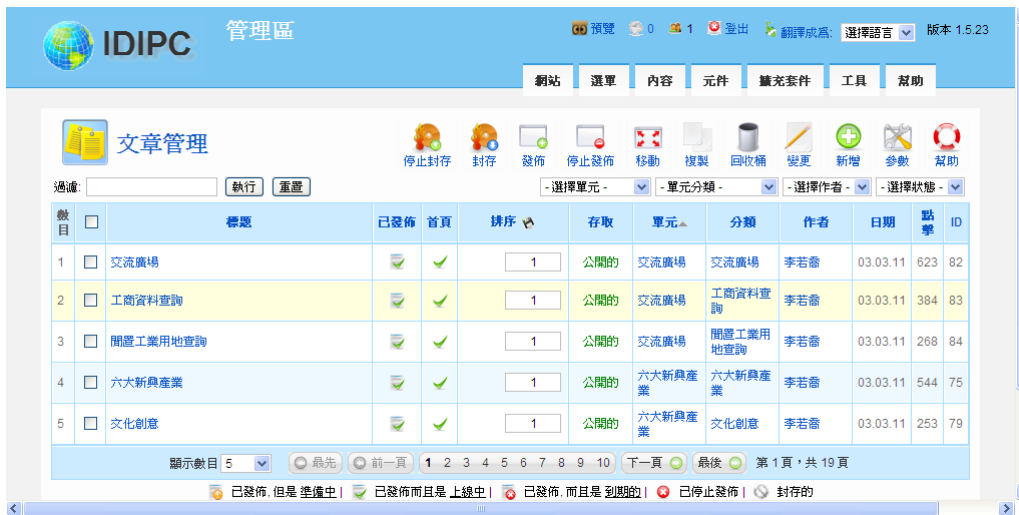 IDIPC 管理區 預覽 0 1 登出 翻譯成為: 選擇語言 版本 1.5.23
網站 選單 內容 元件 擴充套件 工具 幫助
文章管理 停止封存 封存 發佈 停止發佈 移動 複製 回收桶 變更 新增 參數 幫助
過濾: 執行 重置 - 選擇單元 - - 單元分類 - - 選擇作者 - - 選擇狀態 -
數目 標題 已發佈 首頁 排序 存取 單元 分類 作者 日期 點擊 ID
1 交流廣場 1 公開的 交流廣場 交流廣場 李若喬 03.03.11 623 82
2 工商資料查詢 1 公開的 交流廣場 工商資料查詢 李若喬 03.03.11 384 83
3 閒置工業用地查詢 1 公開的 交流廣場 閒置工業用地查詢 李若喬 03.03.11 268 84
4 六大新興產業 1 公開的 六大新興產業 六大新興產業 李若喬 03.03.11 544 75
5 文化創意 1 公開的 六大新興產業 文化創意 李若喬 03.03.11 253 79
顯示數目 5 最先 前一頁 1 2 3 4 5 6 7 8 9 10 下一頁 最後 第 1 頁，共 19 頁
已發佈, 但是 準備中 | 已發佈而且是 上線中 | 已發佈, 而且是 到期的 | 已停止發佈 | 封存的